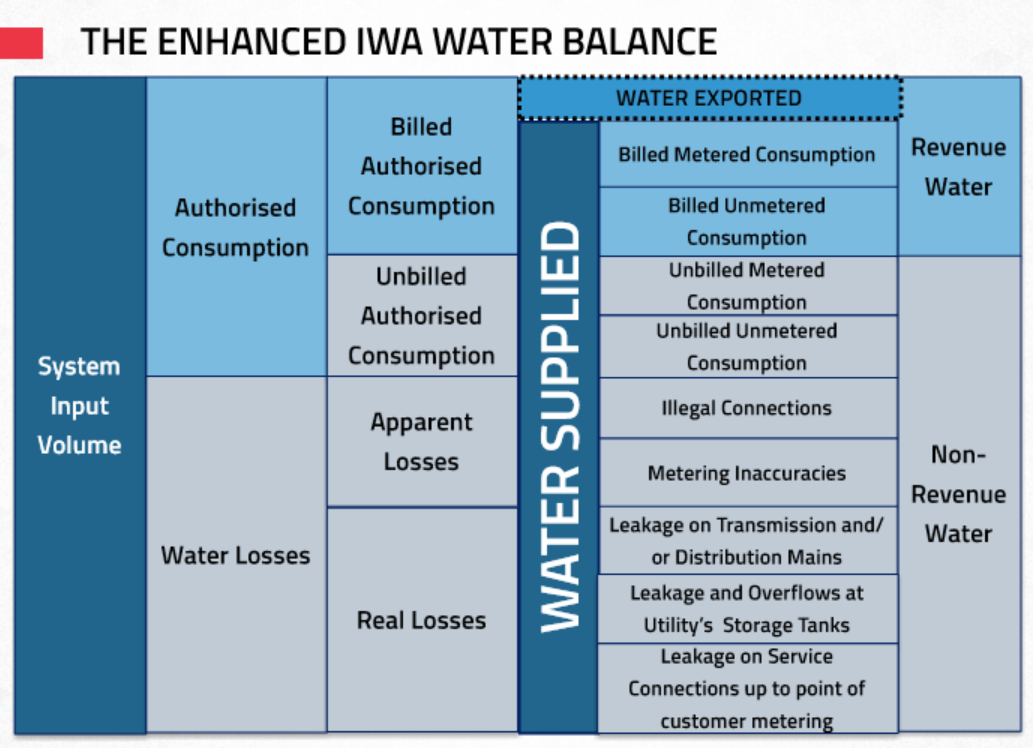 THE ENHANCED IWA WATER BALANCE
System
Input
Volume
Authorised
Consumption
Water Losses
Billed
Authorised
Consumption
Unbilled
Authorised
Consumption
Apparent
Losses
Real Losses
WATER EXPORTED
WATER SUPPLIED
Billed Metered Consumption
Billed Unmetered
Consumption
Unbilled Metered
Consumption
Unbilled Unmetered
Consumption
Illegal Connections
Metering Inaccuracies
Leakage on Transmission and/
or Distribution Mains
Leakage and Overflows at
Utility's Storage Tanks
Leakage on Service
Connections up to point of
customer metering
Revenue
Water
Non-
Revenue
Water